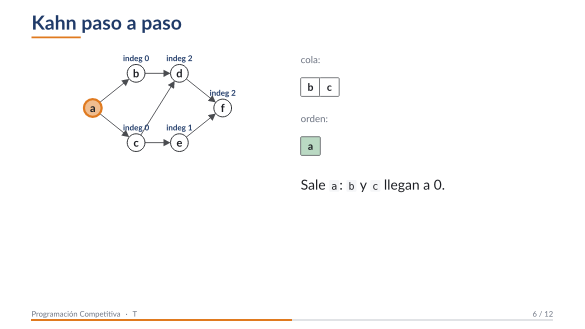 Kahn paso a paso
indeg 0 indeg 2
b d
indeg 2
a f
indeg 0 indeg 1
c e
cola:
b c
orden:
a
Sale a: b y c llegan a 0.
Programación Competitiva · T 6 / 12